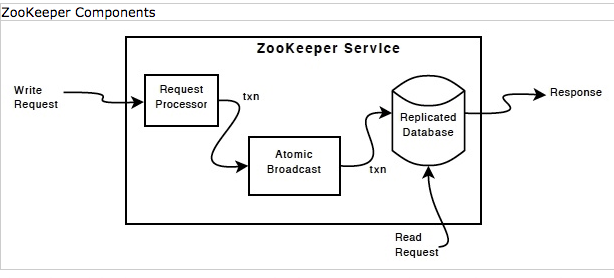 ZooKeeper Components
ZooKeeper Service
Write
Request
Request
Processor
txn
Atomic
Broadcast
txn
Replicated
Database
Response
Read
Request